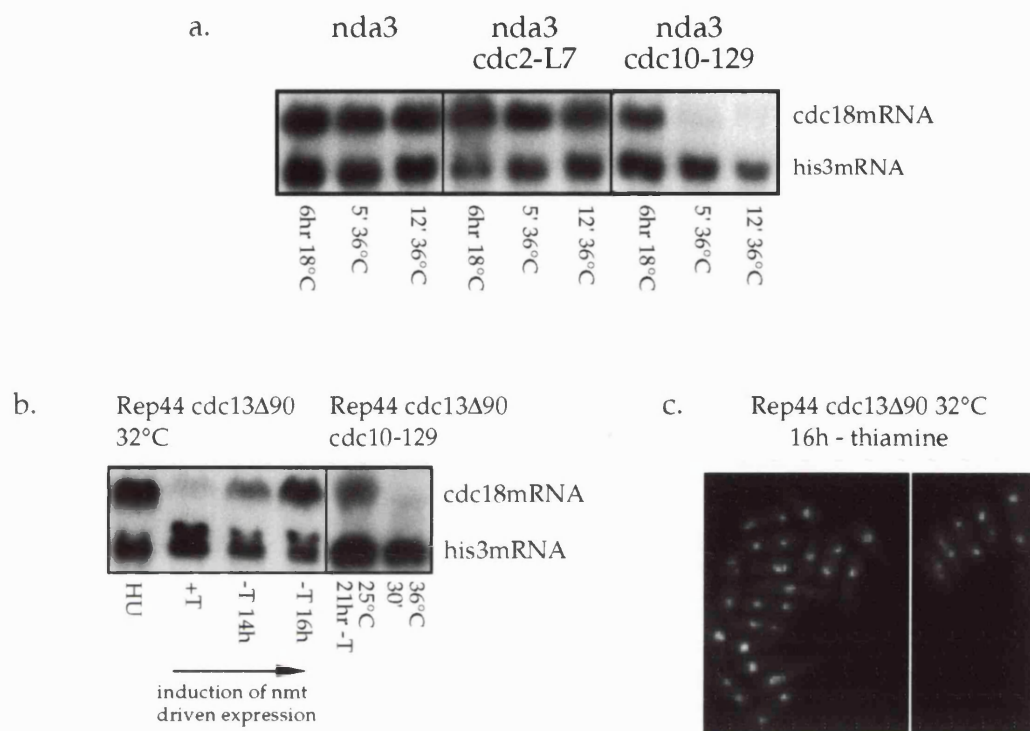 a.
nda3
nda3
cdc2-L7
nda3
cdc10-129
cdc18mRNA
his3mRNA
6hr 18°C
5' 36°C
12' 36°C
6hr 18°C
5' 36°C
12' 36°C
6hr 18°C
5' 36°C
12' 36°C
b.
Rep44 cdc13Δ90
32°C
Rep44 cdc13Δ90
cdc10-129
cdc18mRNA
his3mRNA
HU
+T
-T 14h
-T 16h
25°C
21hr -T
36°C
30'
induction of nmt
driven expression
c.
Rep44 cdc13Δ90 32°C
16h - thiamine